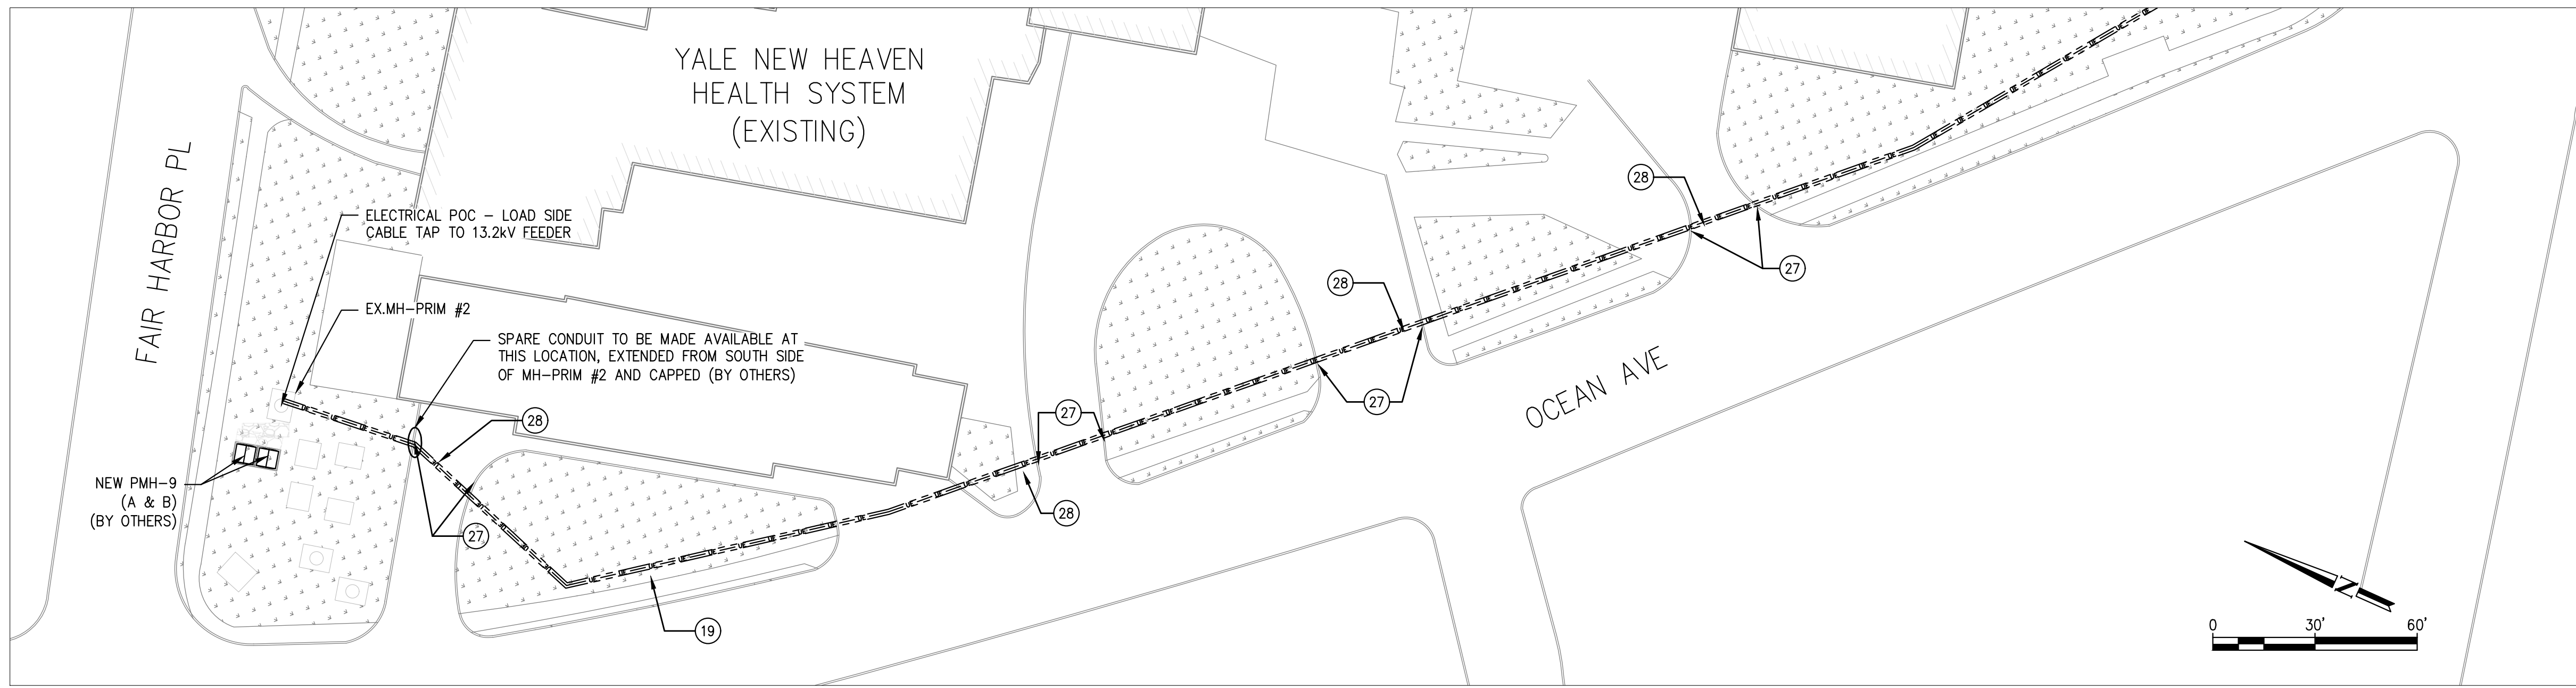 YALE NEW HEAVEN
HEALTH SYSTEM
(EXISTING)
FAIR HARBOR PL
ELECTRICAL POC – LOAD SIDE
CABLE TAP TO 13.2kV FEEDER
EX.MH–PRIM #2
SPARE CONDUIT TO BE MADE AVAILABLE AT
THIS LOCATION, EXTENDED FROM SOUTH SIDE
OF MH–PRIM #2 AND CAPPED (BY OTHERS)
NEW PMH–9
(A & B)
(BY OTHERS)
28
27
19
27
28
28
27
28
27
OCEAN AVE
N
0 30' 60'